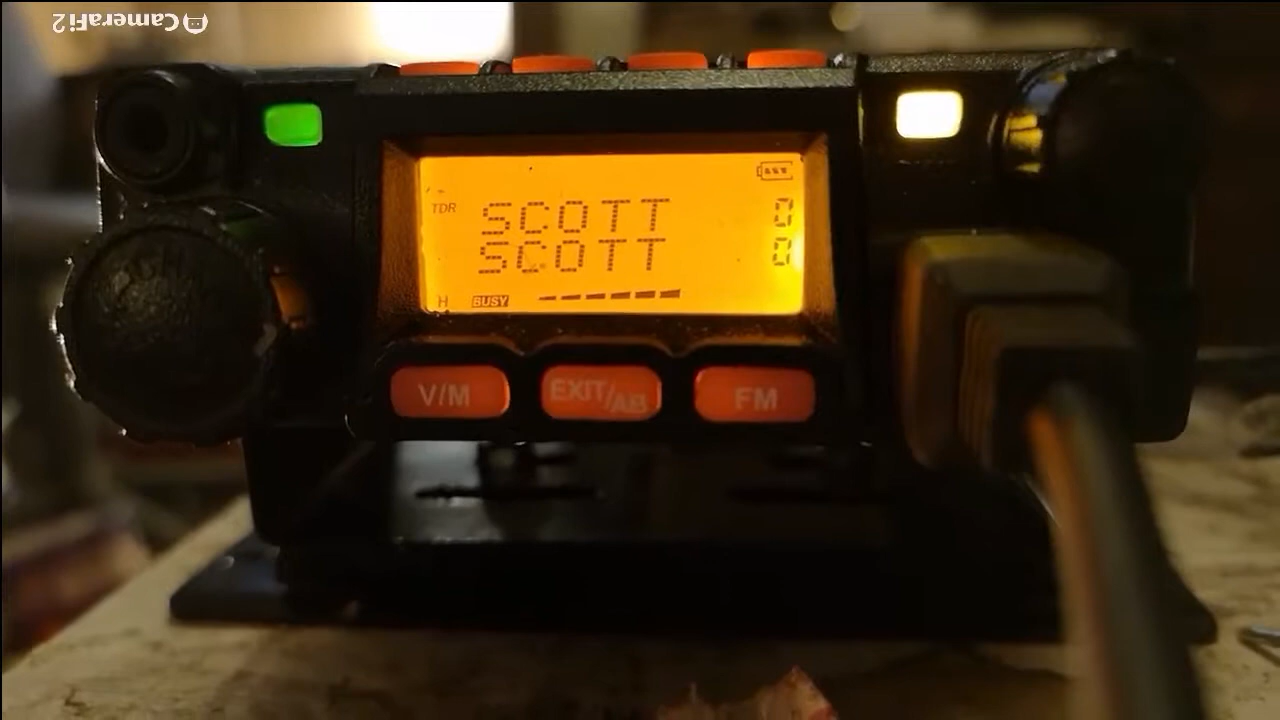 CameraFi2
TDR SCOTT 0
SCOTT 0
H BUSY
V/M EXIT/AB FM